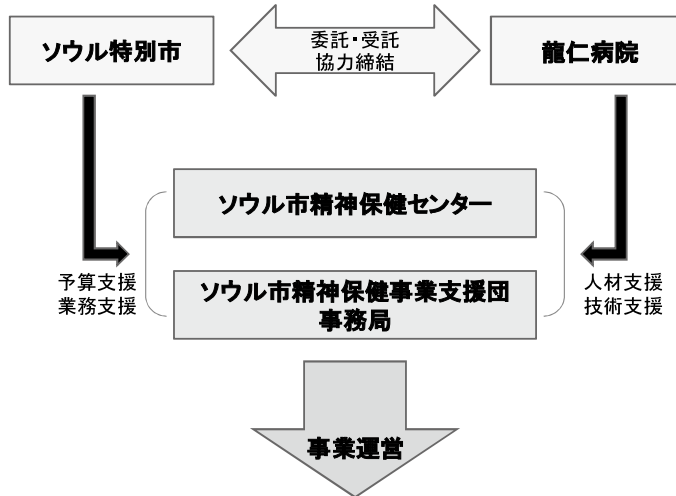 ソウル特別市
委託・受託
協力締結
龍仁病院
ソウル市精神保健センター
予算支援
業務支援
ソウル市精神保健事業支援団
事務局
人材支援
技術支援
事業運営